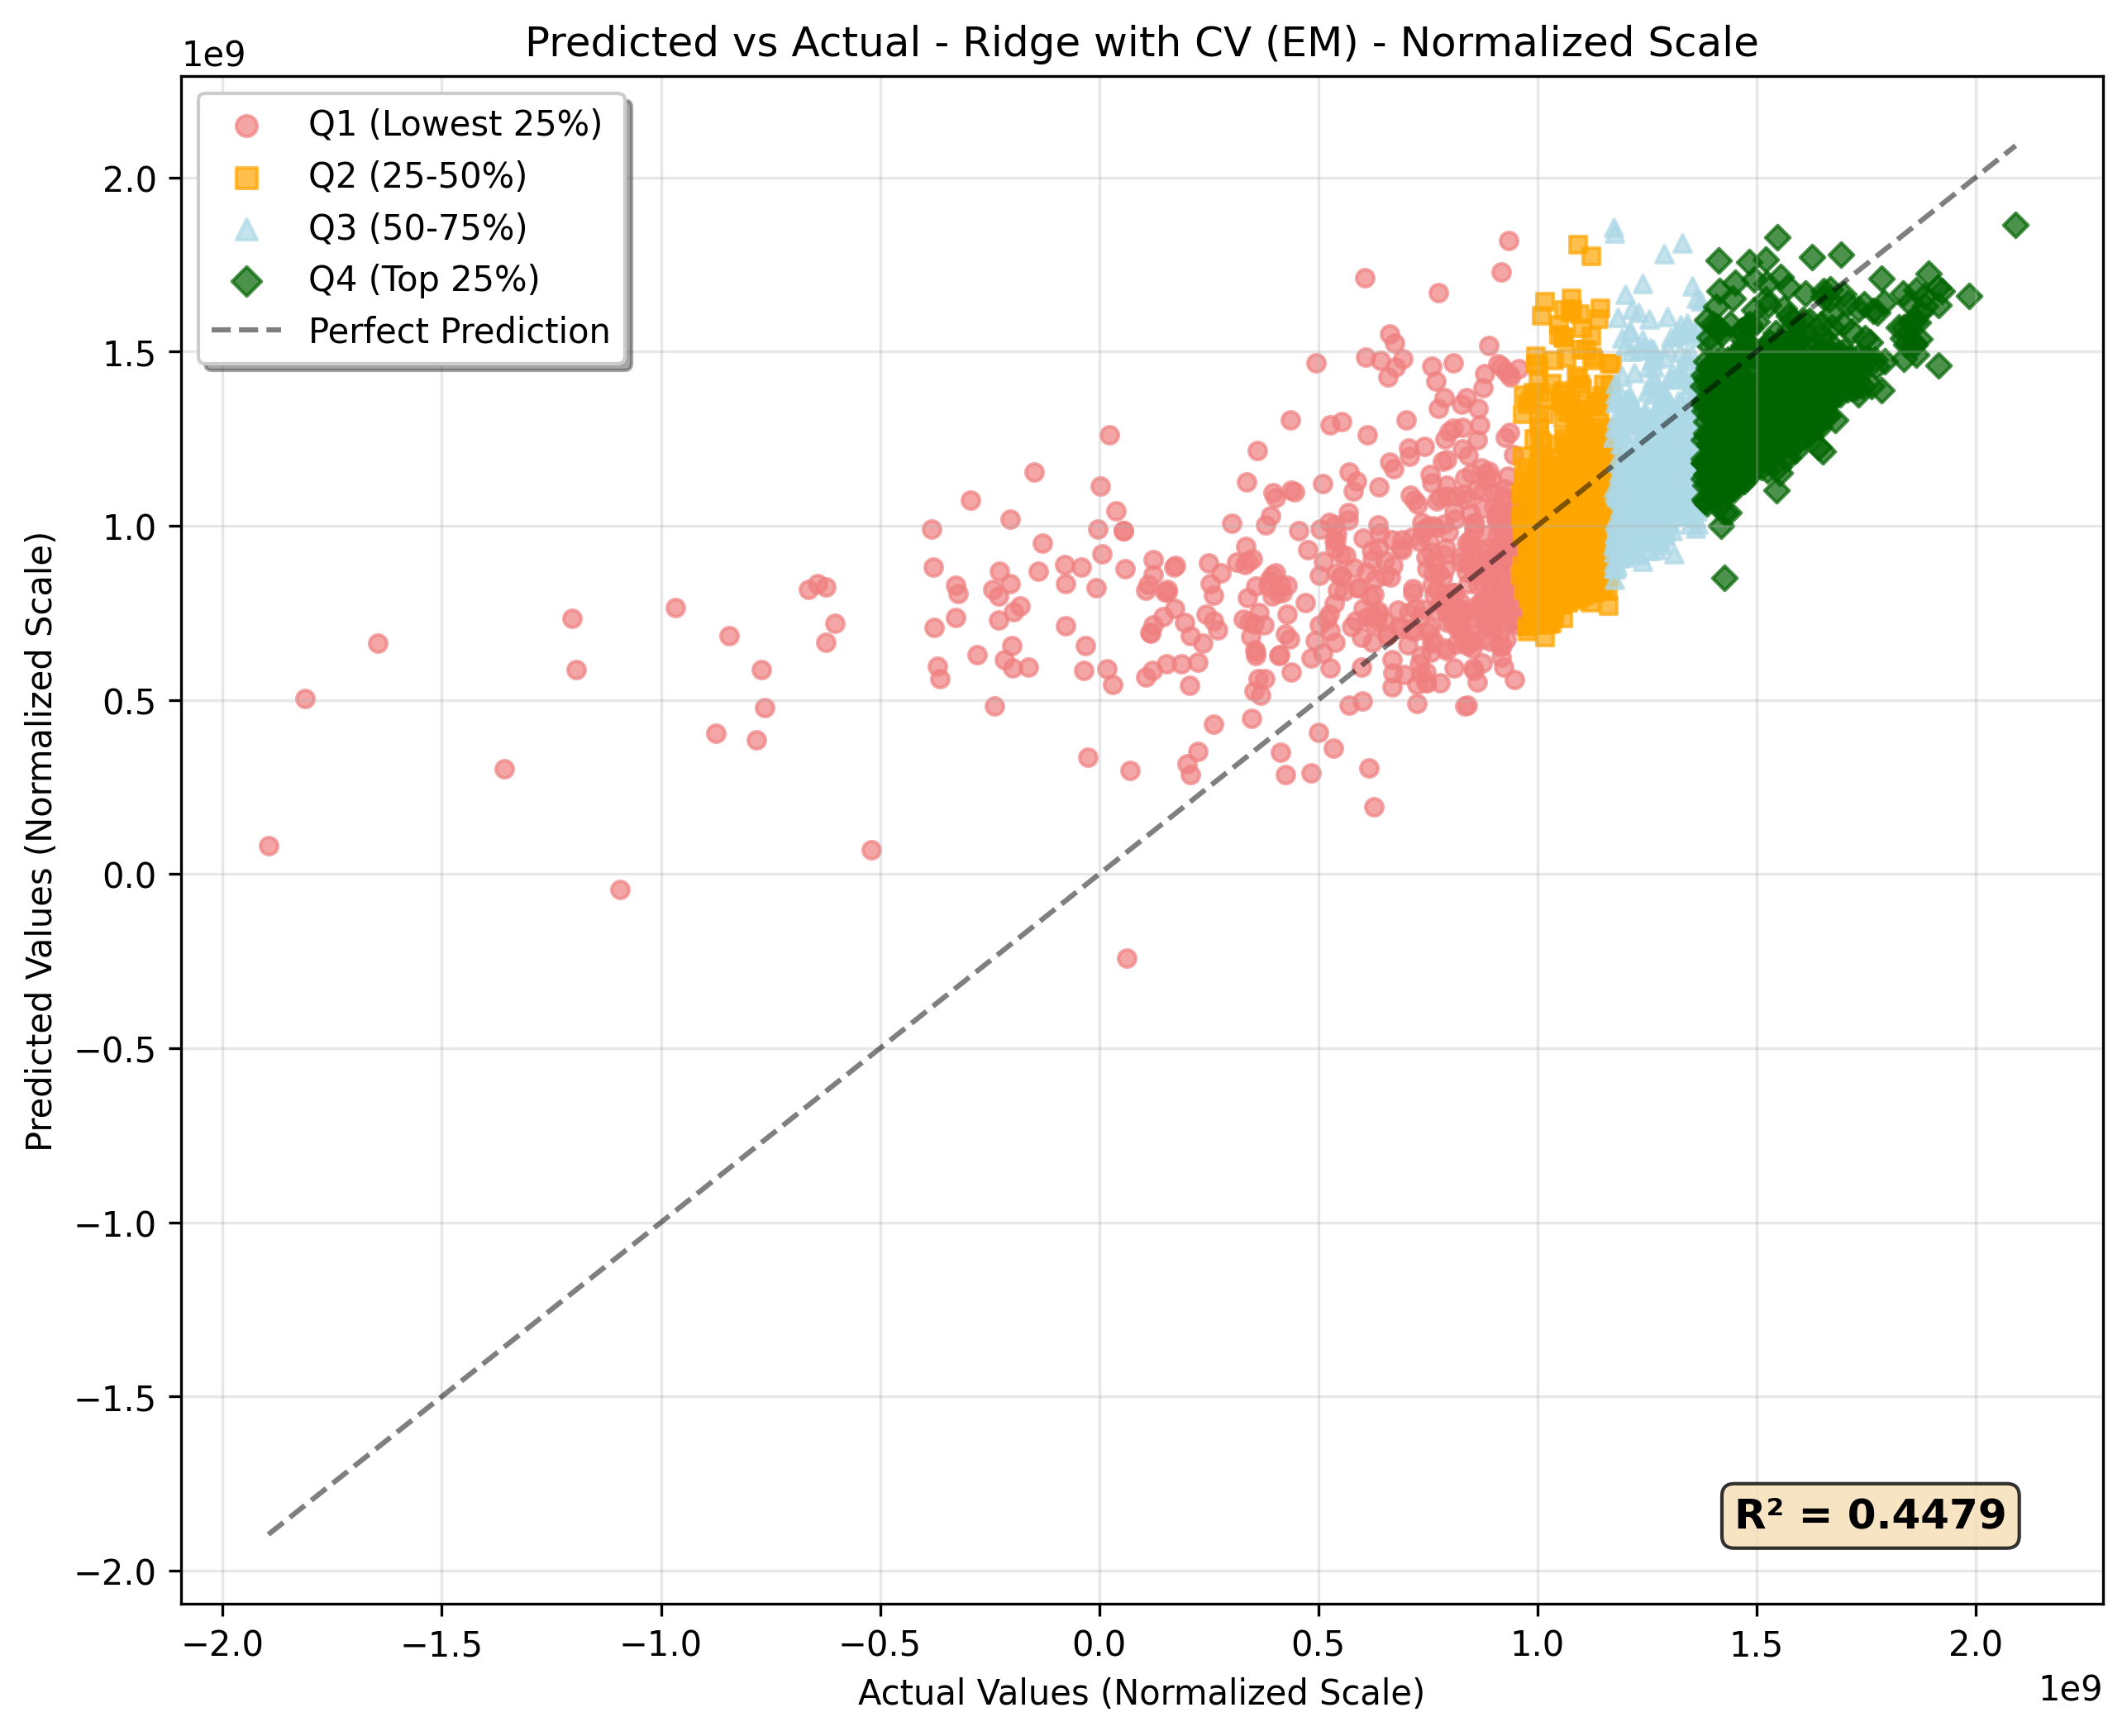 Predicted vs Actual - Ridge with CV (EM) - Normalized Scale
1e9
Q1 (Lowest 25%)
Q2 (25-50%)
Q3 (50-75%)
Q4 (Top 25%)
Perfect Prediction
2.0
1.5
1.0
0.5
0.0
−0.5
−1.0
−1.5
−2.0
Predicted Values (Normalized Scale)
R² = 0.4479
−2.0 −1.5 −1.0 −0.5 0.0 0.5 1.0 1.5 2.0
1e9
Actual Values (Normalized Scale)